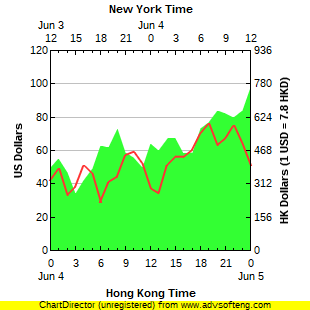 New York Time
Jun 3 Jun 4
12 15 18 21 0 3 6 9 12
120 936
100 780
80 624
60 468
40 312
20 156
0 0
US Dollars
HK Dollars (1 USD = 7.8 HKD)
0 3 6 9 12 15 18 21 0
Jun 4 Jun 5
Hong Kong Time
ChartDirector (unregistered) from www.advsofteng.com